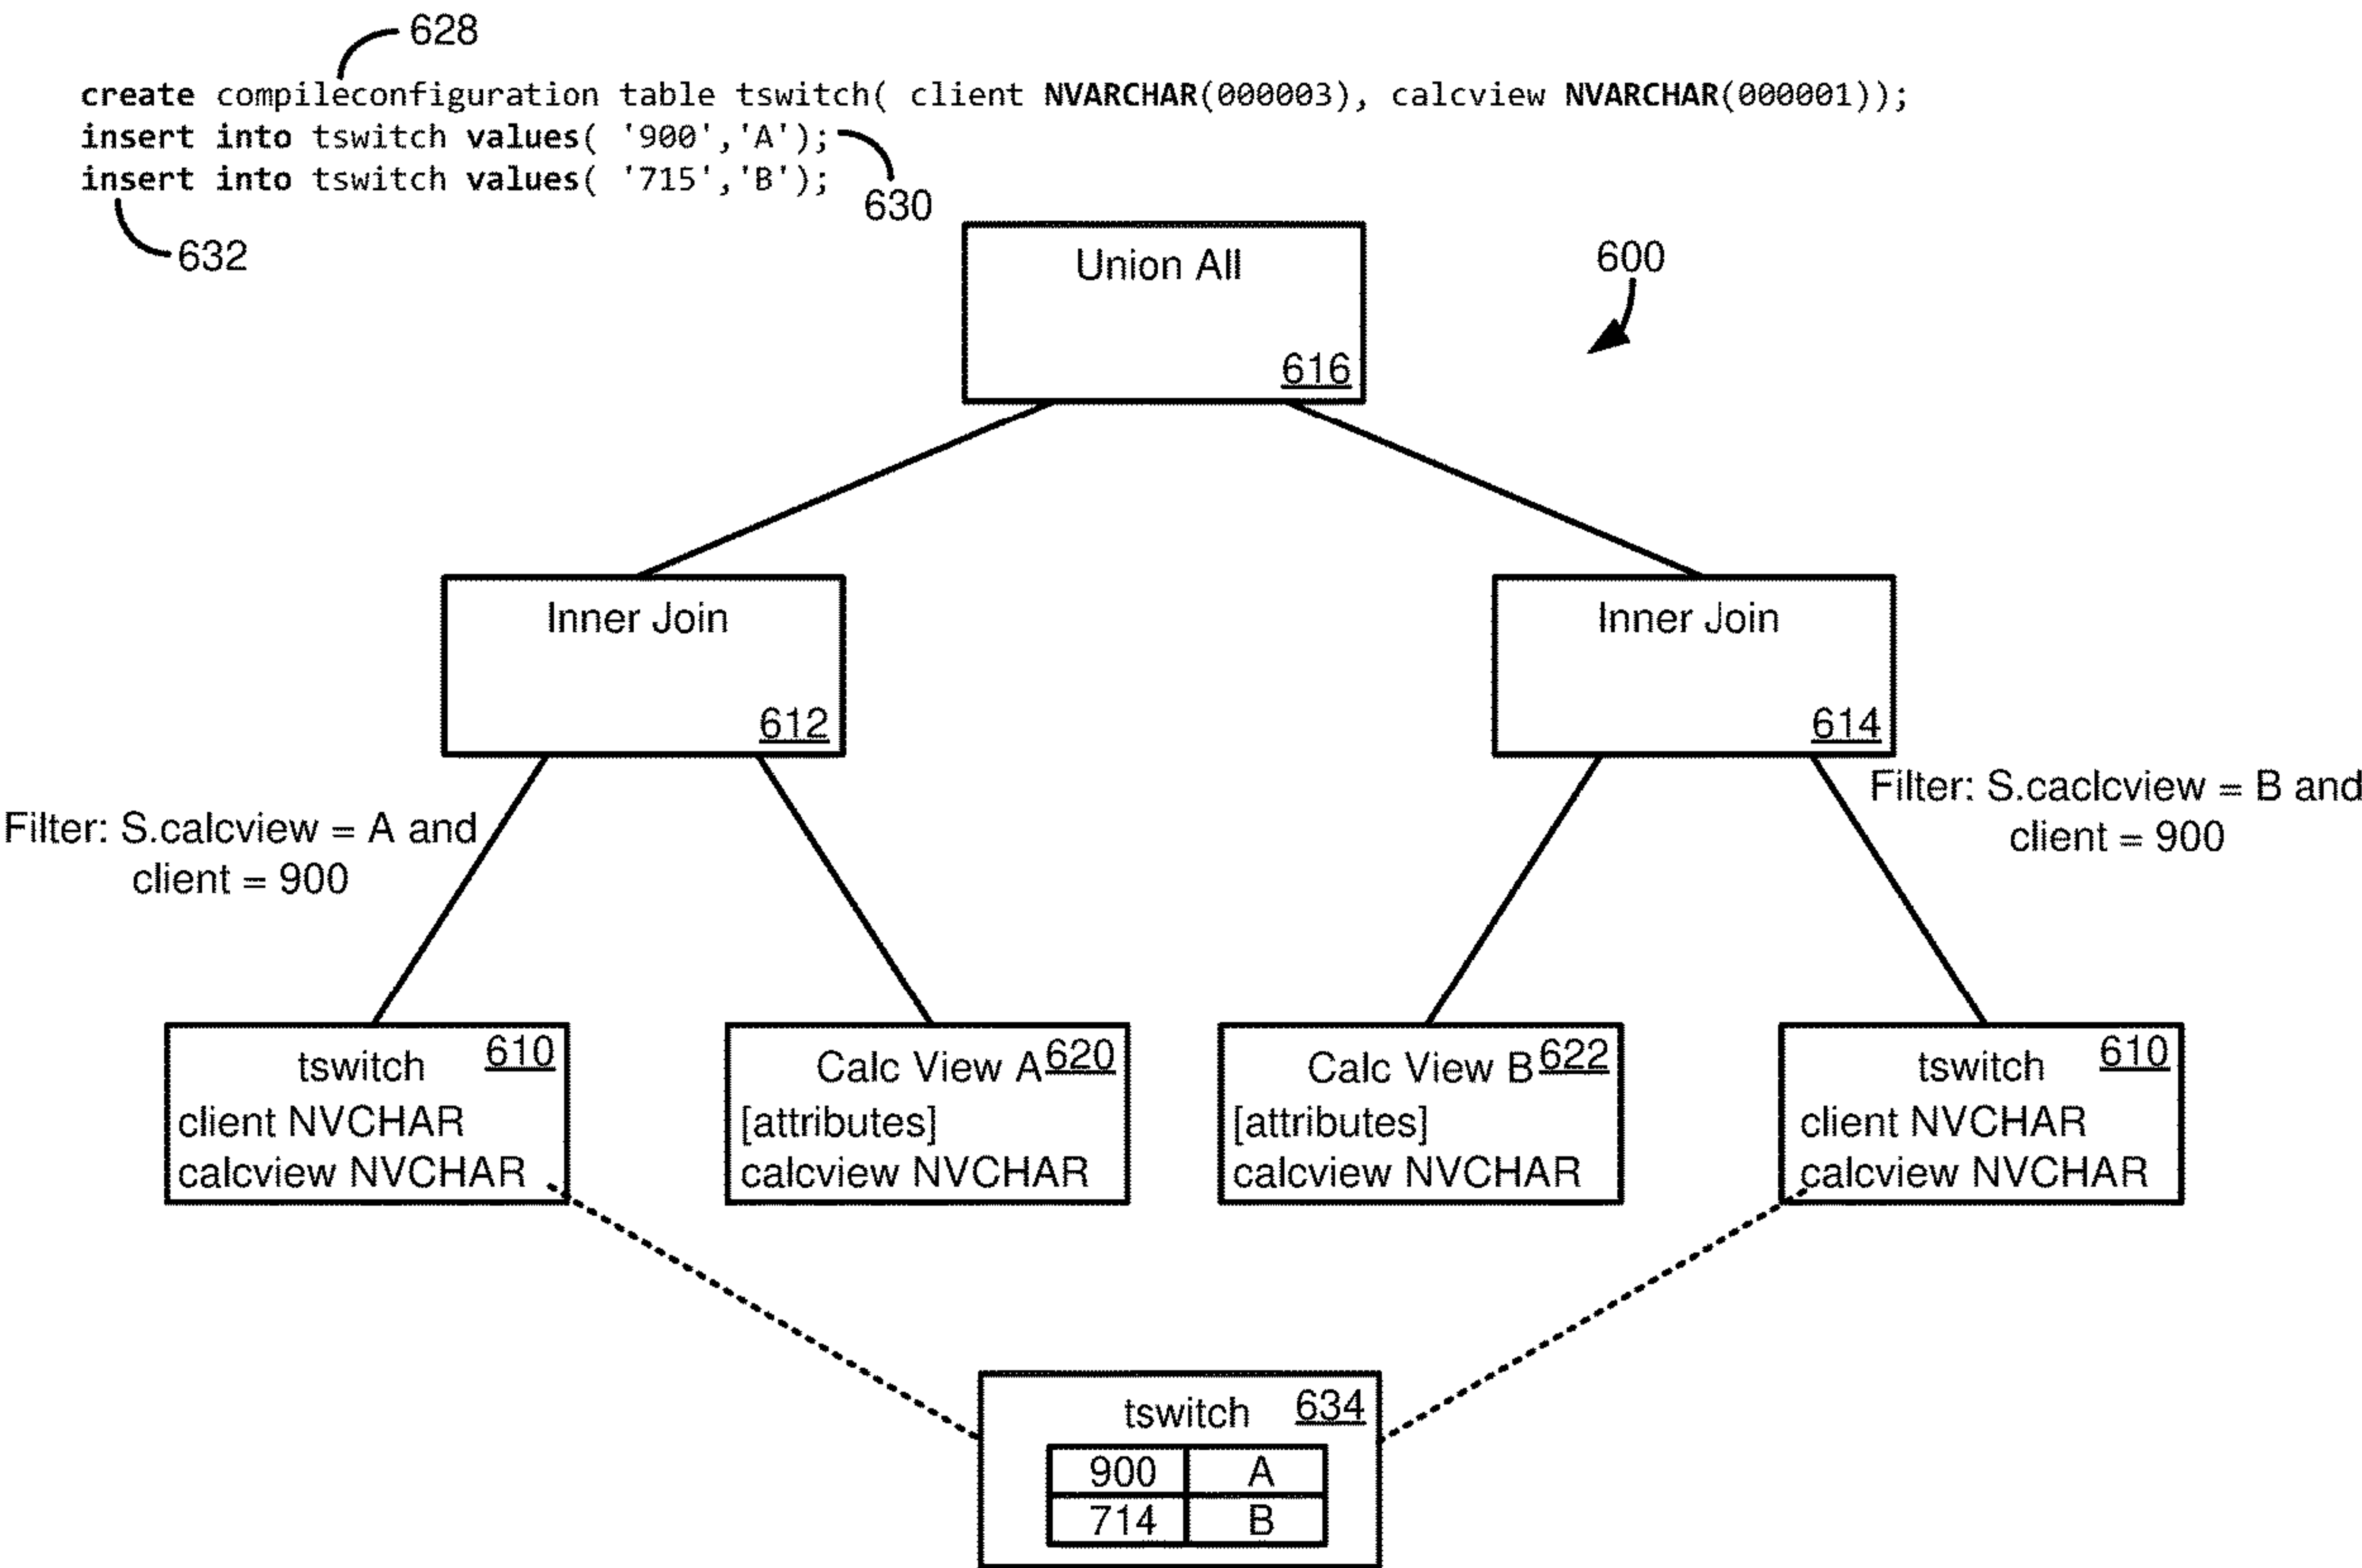 628
create compileconfiguration table tswitch( client NVARCHAR(000003), calcview NVARCHAR(000001));
insert into tswitch values( '900','A');
insert into tswitch values( '715','B');
630
632
Union All
616
600
Inner Join
612
Inner Join
614
Filter: S.calcview = A and
client = 900
Filter: S.caclcview = B and
client = 900
tswitch 610
client NVCHAR
calcview NVCHAR
Calc View A 620
[attributes]
calcview NVCHAR
Calc View B 622
[attributes]
calcview NVCHAR
tswitch 610
client NVCHAR
calcview NVCHAR
tswitch 634
900 A
714 B